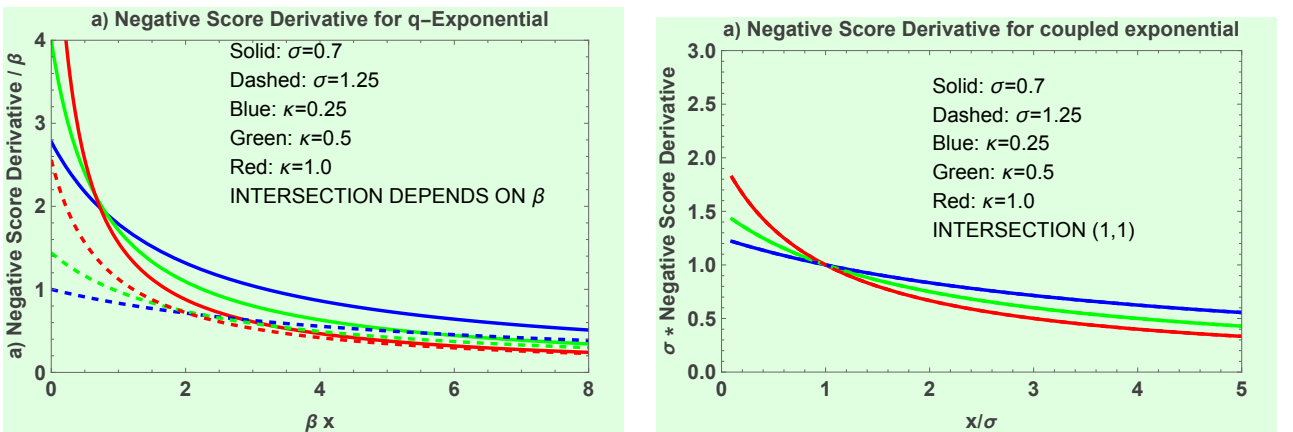 a) Negative Score Derivative for q−Exponential
a) Negative Score Derivative / β
4
3
2
1
0
Solid: σ=0.7
Dashed: σ=1.25
Blue: κ=0.25
Green: κ=0.5
Red: κ=1.0
INTERSECTION DEPENDS ON β
0 2 4 6 8
β x
a) Negative Score Derivative for coupled exponential
σ * Negative Score Derivative
3.0
2.5
2.0
1.5
1.0
0.5
0.0
Solid: σ=0.7
Dashed: σ=1.25
Blue: κ=0.25
Green: κ=0.5
Red: κ=1.0
INTERSECTION (1,1)
0 1 2 3 4 5
x/σ